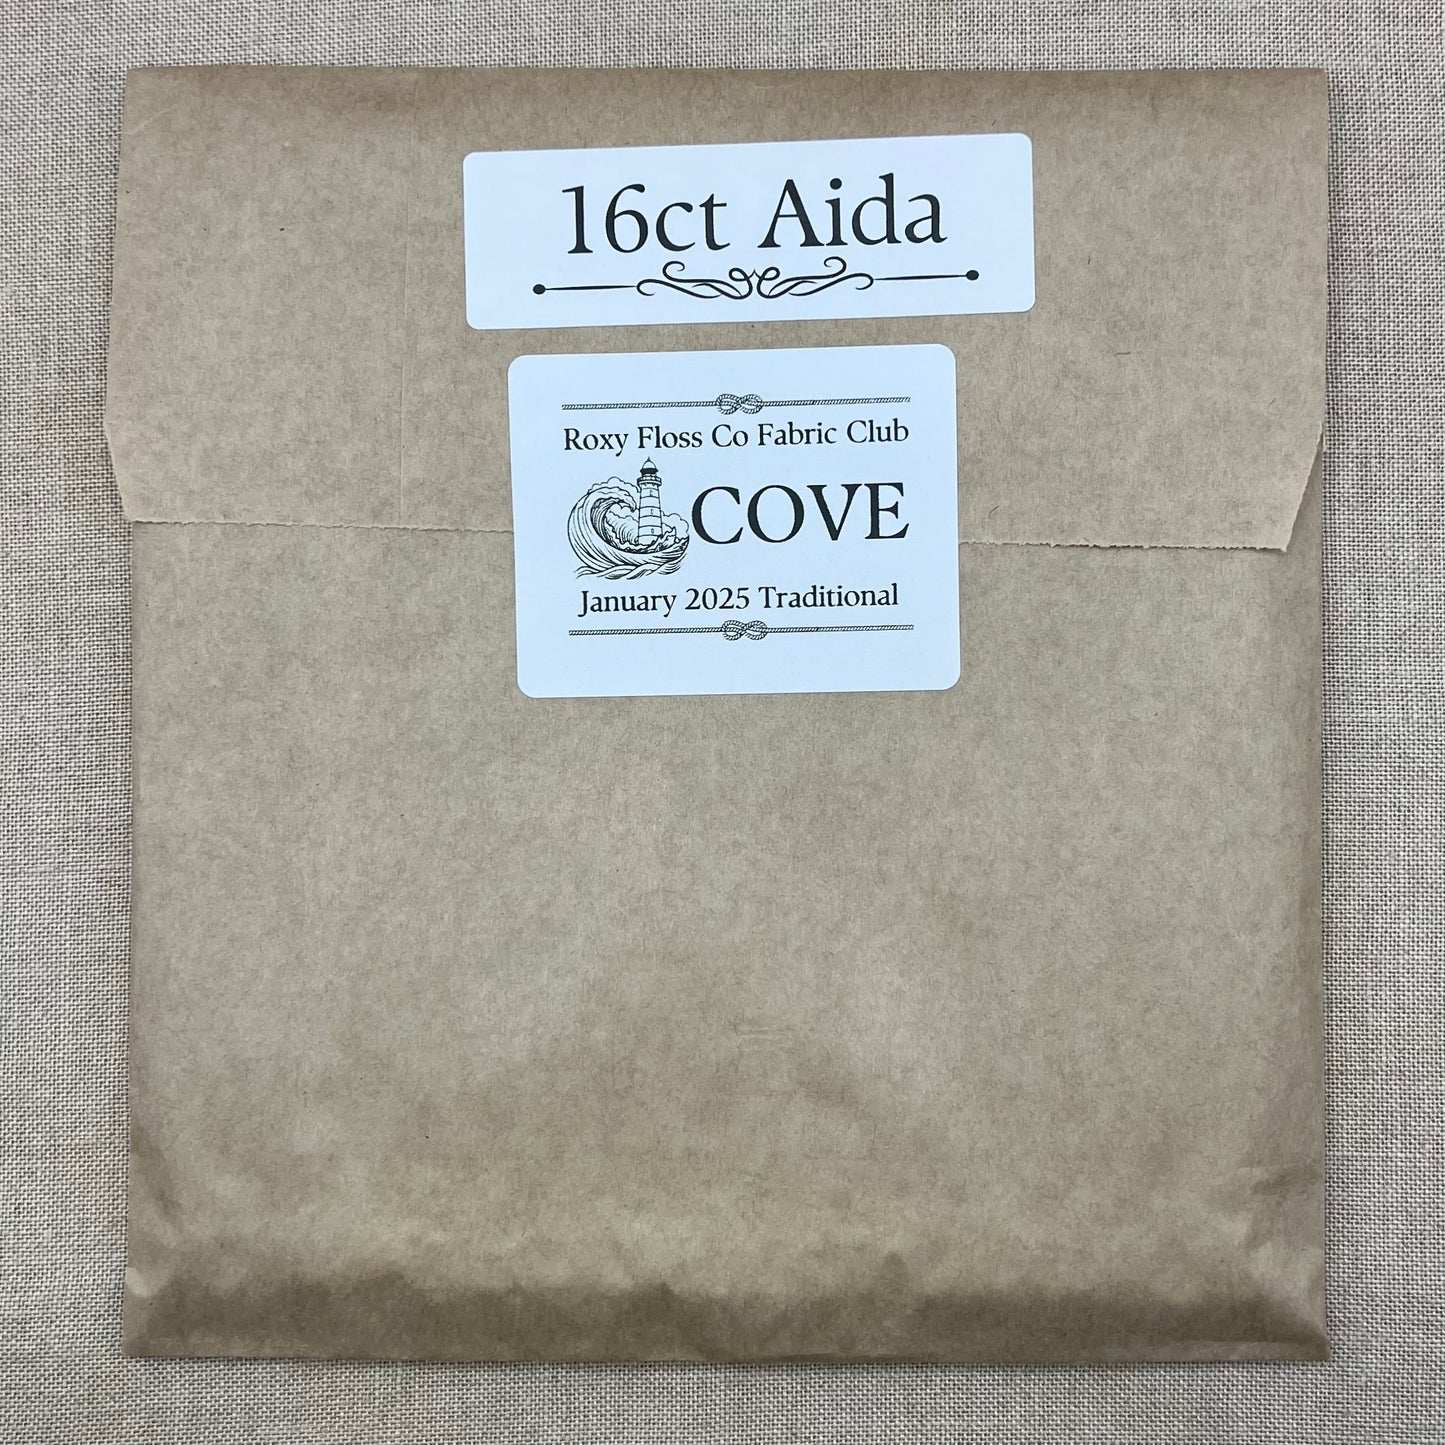 16ct Aida
Roxy Floss Co Fabric Club
COVE
January 2025 Traditional